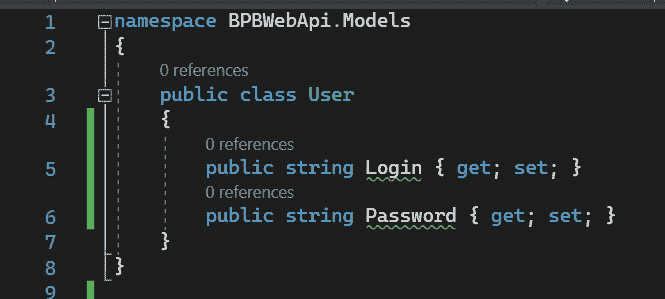 1 namespace BPBWebApi.Models
2 {
0 references
3 public class User
4 {
0 references
5 public string Login { get; set; }
0 references
6 public string Password { get; set; }
7 }
8 }
9